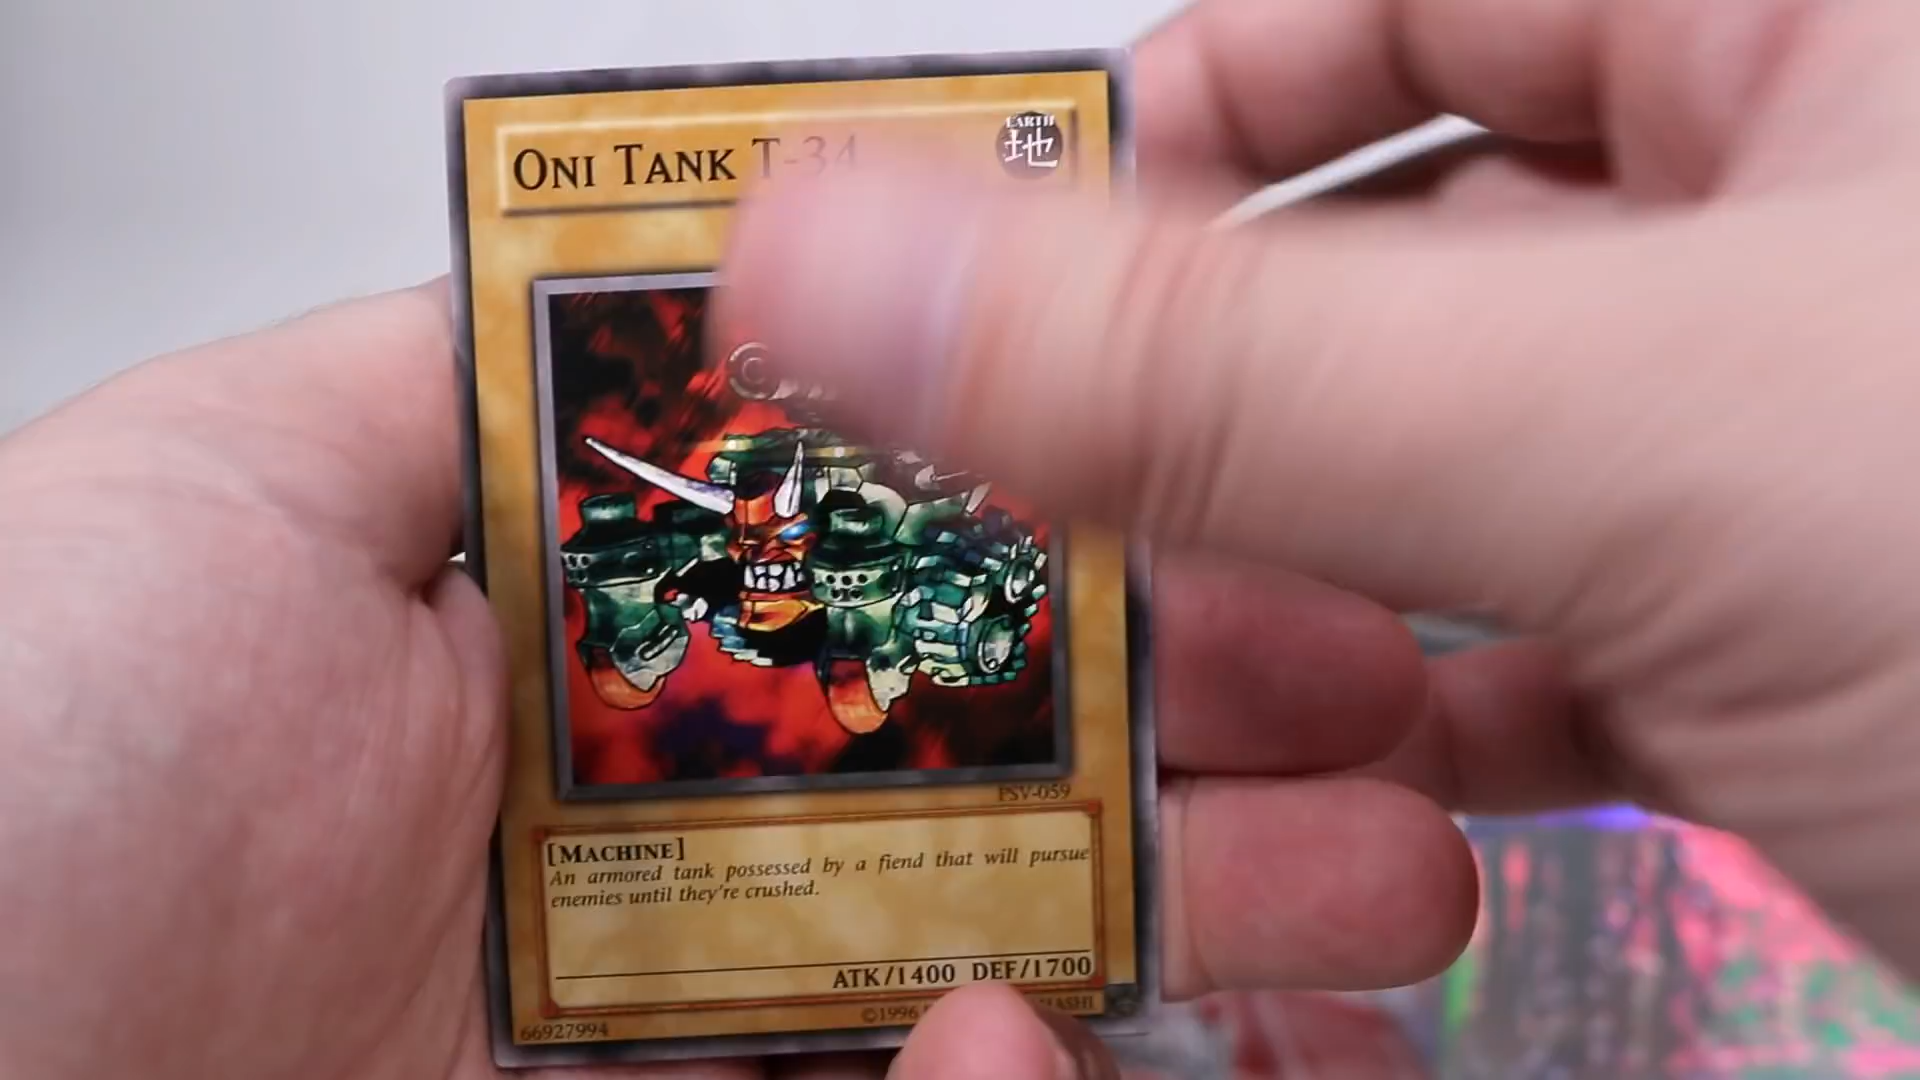 ONI TANK T-34
EARTH
地
PSV-059
[MACHINE]
An armored tank possessed by a fiend that will pursue
enemies until they're crushed.
ATK/1400 DEF/1700
66927994
©1996